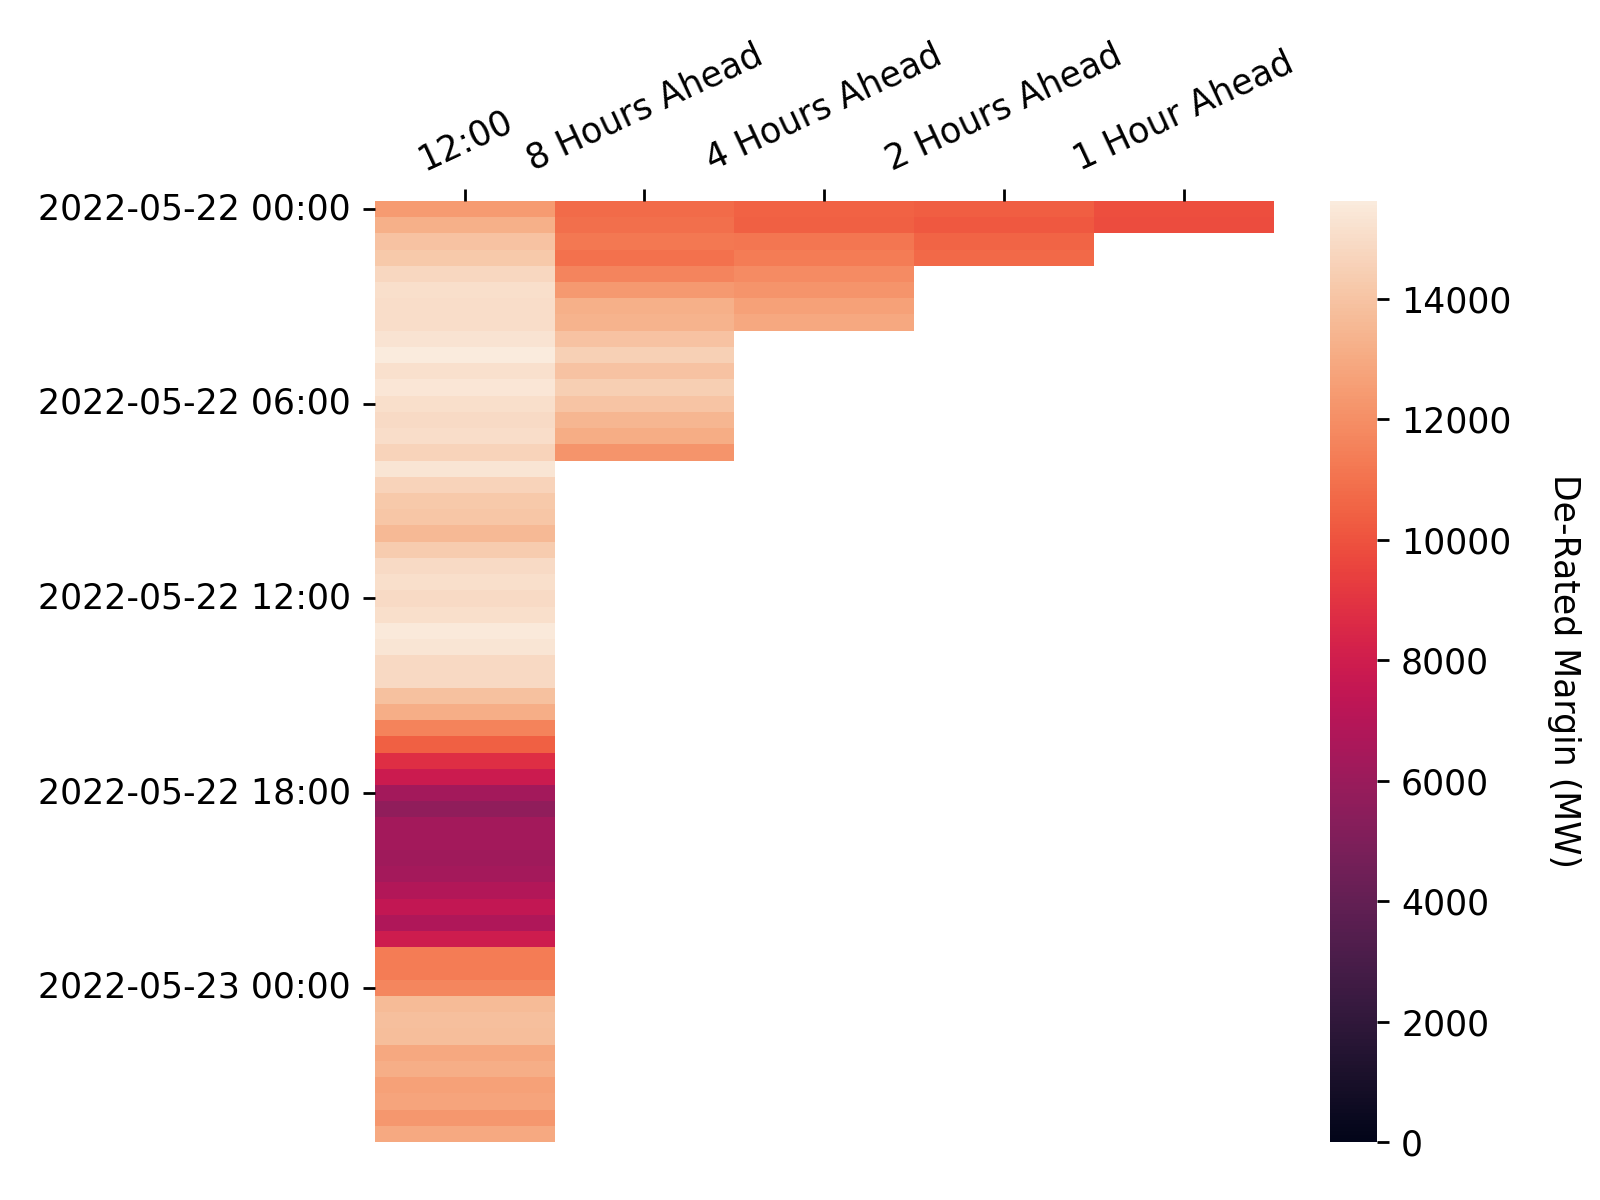 12:00
8 Hours Ahead
4 Hours Ahead
2 Hours Ahead
1 Hour Ahead
2022-05-22 00:00
2022-05-22 06:00
2022-05-22 12:00
2022-05-22 18:00
2022-05-23 00:00
14000
12000
10000
8000
6000
4000
2000
0
De-Rated Margin (MW)